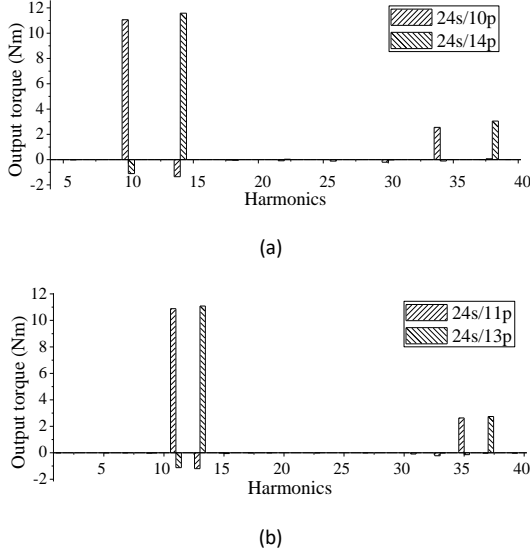 12
10
8
6
4
2
0
-2
Output torque (Nm)
24s/10p
24s/14p
5 10 15 20 25 30 35 40
Harmonics
(a)
12
10
8
6
4
2
0
-2
Output torque (Nm)
24s/11p
24s/13p
5 10 15 20 25 30 35 40
Harmonics
(b)